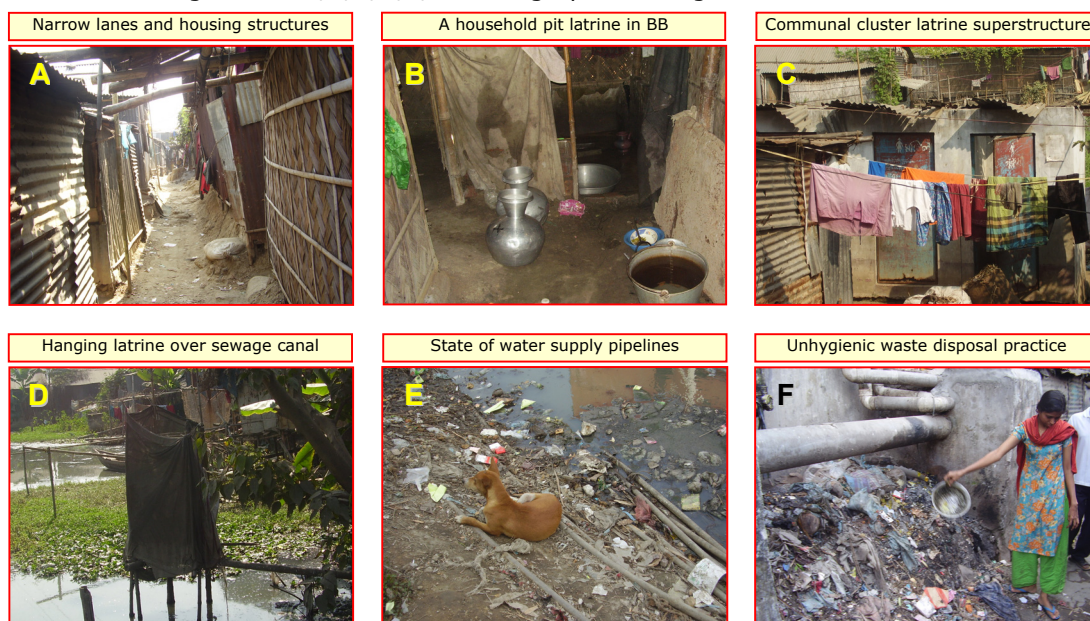 Narrow lanes and housing structures
A household pit latrine in BB
Communal cluster latrine superstructure
A
B
C
Hanging latrine over sewage canal
State of water supply pipelines
Unhygienic waste disposal practice
D
E
F